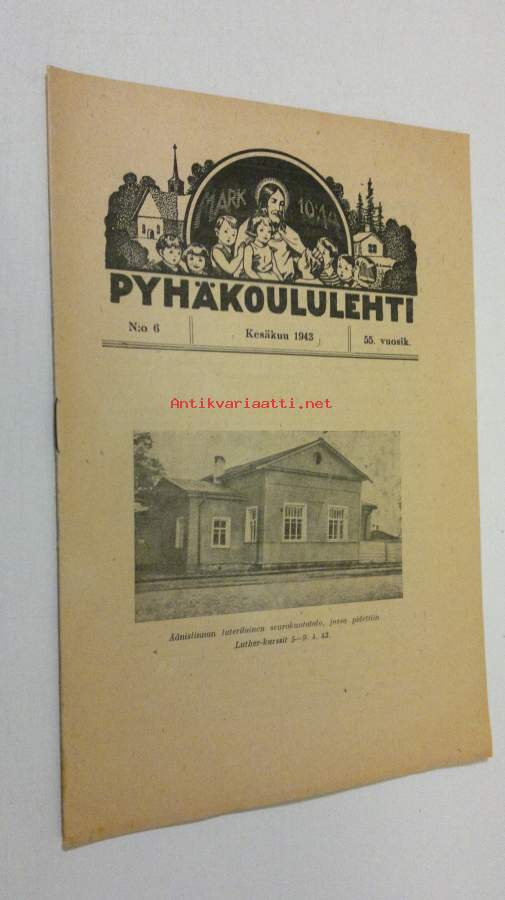 MARK 10:14
PYHÄKOULULEHTI
N:o 6 Kesäkuu 1943 55. vuosik.
Antikvariaatti.net
Äänislinnan luterilainen seurakuntatalo, jossa pidettiin
Luther-kurssit 5—9. 4. 43.